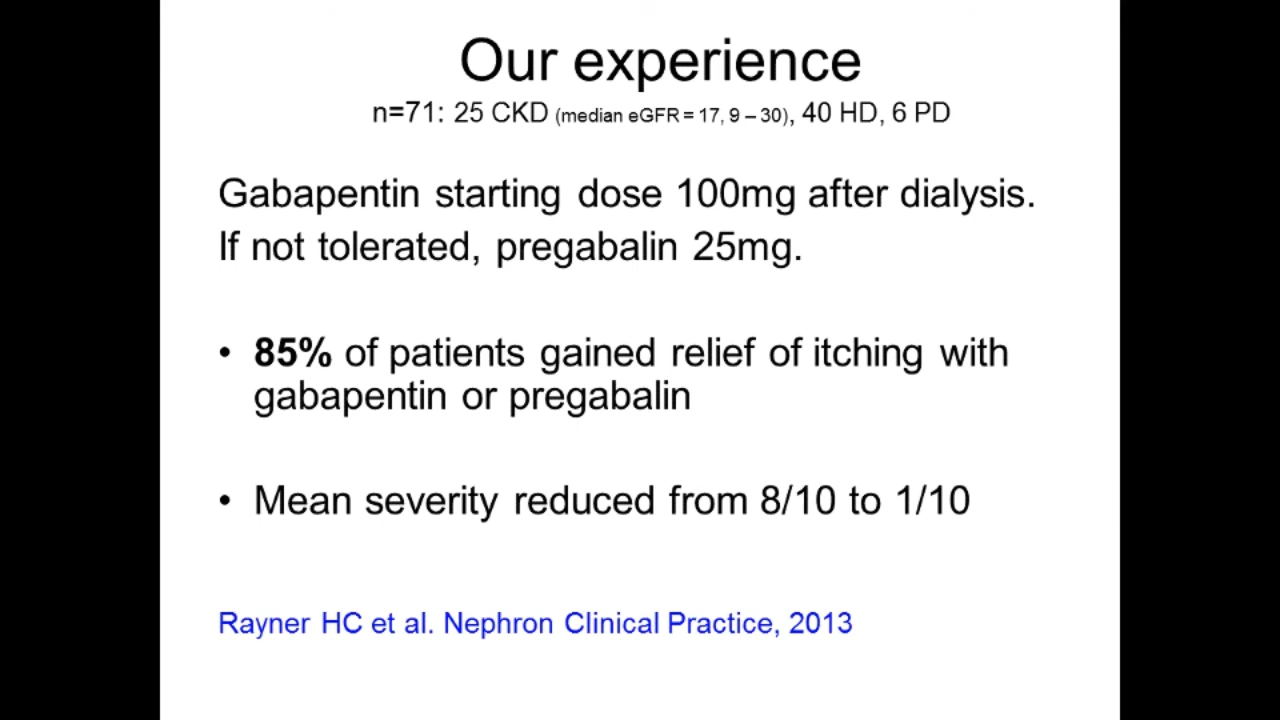 Our experience
n=71: 25 CKD (median eGFR = 17, 9 – 30), 40 HD, 6 PD
Gabapentin starting dose 100mg after dialysis.
If not tolerated, pregabalin 25mg.
• 85% of patients gained relief of itching with
gabapentin or pregabalin
• Mean severity reduced from 8/10 to 1/10
Rayner HC et al. Nephron Clinical Practice, 2013